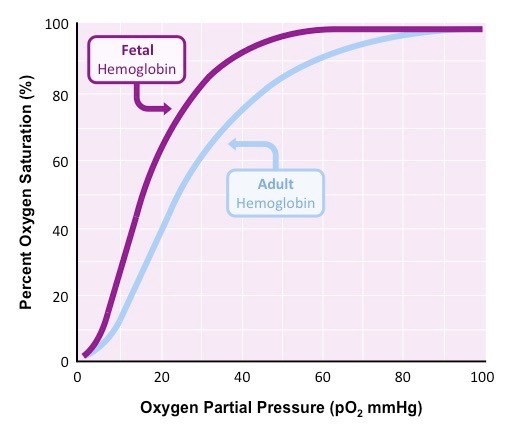 100
80
60
40
20
0
Percent Oxygen Saturation (%)
Fetal
Hemoglobin
Adult
Hemoglobin
0 20 40 60 80 100
Oxygen Partial Pressure (pO₂ mmHg)